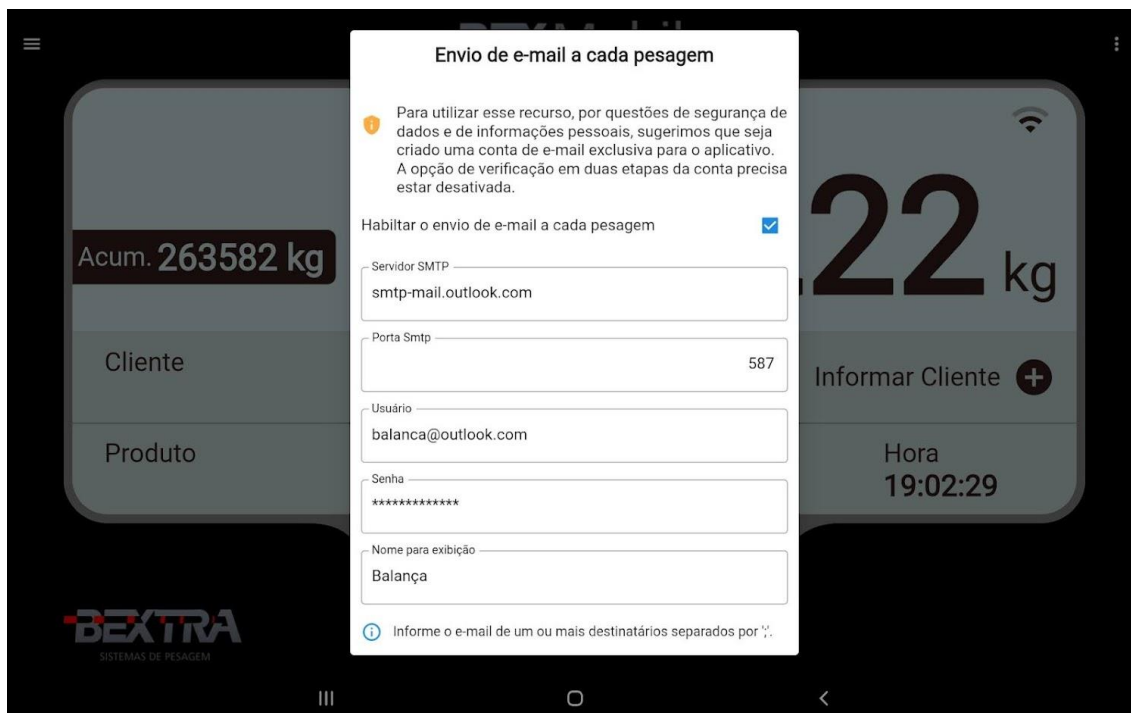 Envio de e-mail a cada pesagem
Para utilizar esse recurso, por questões de segurança de
dados e de informações pessoais, sugerimos que seja
criado uma conta de e-mail exclusiva para o aplicativo.
A opção de verificação em duas etapas da conta precisa
estar desativada.
Habiltar o envio de e-mail a cada pesagem
Servidor SMTP
smtp-mail.outlook.com
Porta Smtp
587
Usuário
balanca@outlook.com
Senha
*************
Nome para exibição
Balança
Informe o e-mail de um ou mais destinatários separados por ';'.
Acum. 263582 kg
22 kg
Cliente
Informar Cliente
Produto
Hora
19:02:29
BEXTRA
SISTEMAS DE PESAGEM